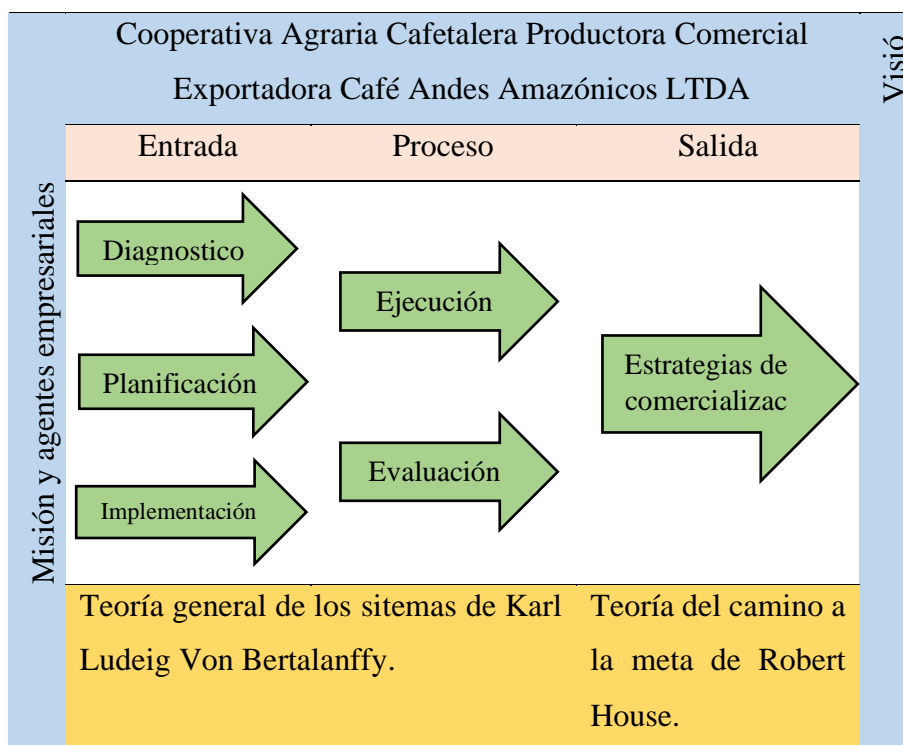 Cooperativa Agraria Cafetalera Productora Comercial
Exportadora Café Andes Amazónicos LTDA
Visió
Entrada
Proceso
Salida
Misión y agentes empresariales
Diagnostico
Planificación
Implementación
Ejecución
Evaluación
Estrategias de
comercializac
Teoría general de los sitemas de Karl
Ludeig Von Bertalanffy.
Teoría del camino a
la meta de Robert
House.